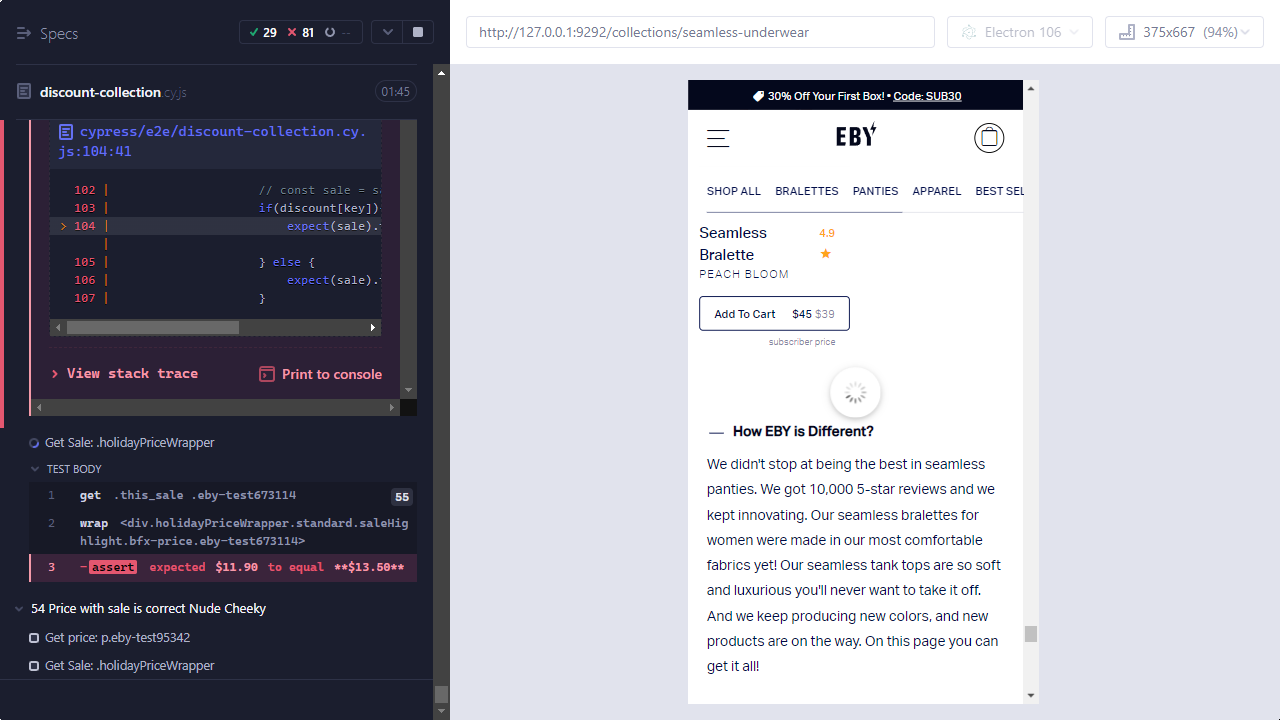 Specs
29 81 --
discount-collection.cy.js
01:45
cypress/e2e/discount-collection.cy.
js:104:41
102 | // const sale = s
103 | if(discount[key])
> 104 | expect(sale).
|
105 | } else {
106 | expect(sale).
107 | }
View stack trace
Print to console
Get Sale: .holidayPriceWrapper
TEST BODY
1 get .this_sale .eby-test673114 55
2 wrap <div.holidayPriceWrapper.standard.saleHig
hlight.bfx-price.eby-test673114>
3 -assert expected $11.90 to equal **$13.50**
54 Price with sale is correct Nude Cheeky
Get price: p.eby-test95342
Get Sale: .holidayPriceWrapper
http://127.0.0.1:9292/collections/seamless-underwear
Electron 106
375x667 (94%)
30% Off Your First Box! • Code: SUB30
EBY
SHOP ALL BRALETTES PANTIES APPAREL BEST SEL
Seamless
Bralette
4.9
PEACH BLOOM
Add To Cart $45 $39
subscriber price
How EBY is Different?
We didn't stop at being the best in seamless
panties. We got 10,000 5-star reviews and we
kept innovating. Our seamless bralettes for
women were made in our most comfortable
fabrics yet! Our seamless tank tops are so soft
and luxurious you'll never want to take it off.
And we keep producing new colors, and new
products are on the way. On this page you can
get it all!